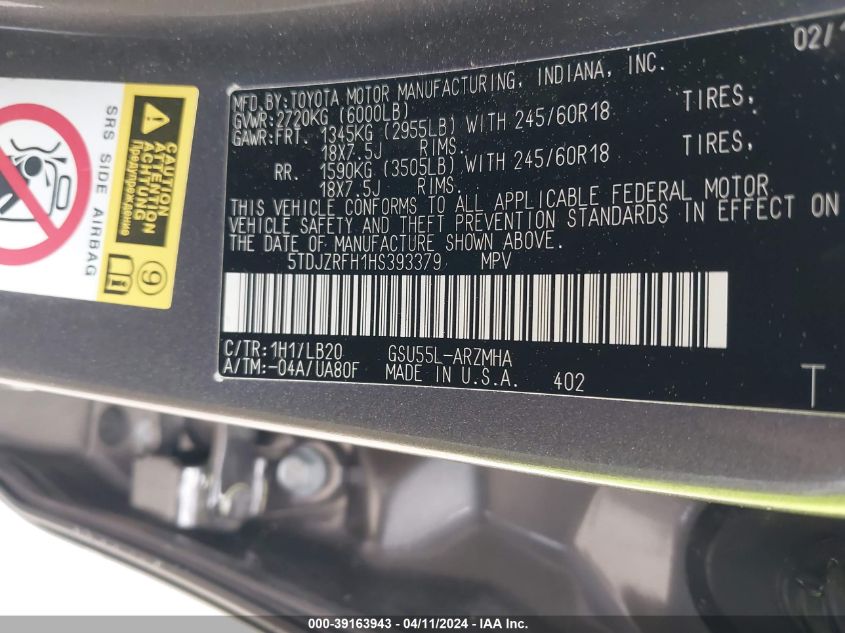 02/1
MFD.BY:TOYOTA MOTOR MANUFACTURING, INDIANA, INC.
GVWR:2720KG (6000LB)
GAWR:FRT. 1345KG (2955LB) WITH 245/60R18 TIRES,
18X7.5J RIMS.
RR. 1590KG (3505LB) WITH 245/60R18 TIRES,
18X7.5J RIMS.
THIS VEHICLE CONFORMS TO ALL APPLICABLE FEDERAL MOTOR
VEHICLE SAFETY AND THEFT PREVENTION STANDARDS IN EFFECT ON
THE DATE OF MANUFACTURE SHOWN ABOVE.
5TDJZRFH1HS393379 MPV
C/TR:1H1/LB20 GSU55L-ARZMHA
A/TM:-04A/UA80F MADE IN U.S.A. 402
T
SRS SIDE AIRBAG
CAUTION
ATTENTION
ACHTUNG
Предупреждение
9
000-39163943 - 04/11/2024 - IAAI Inc.